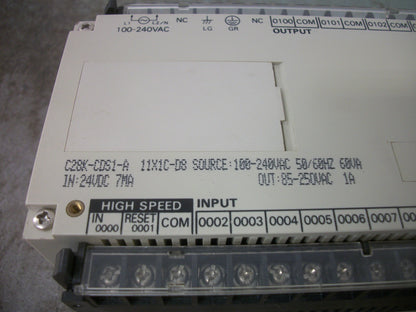 L1 L2/N NC LG GR NC 0100 COM 0101 COM 0102 COM
100-240VAC OUTPUT
C28K-CDS1-A 11X1C-D8 SOURCE:100-240VAC 50/60HZ 60VA
IN:24VDC 7MA OUT:85-250VAC 1A
HIGH SPEED INPUT
IN 0000 RESET 0001 COM 0002 0003 0004 0005 0006 0007